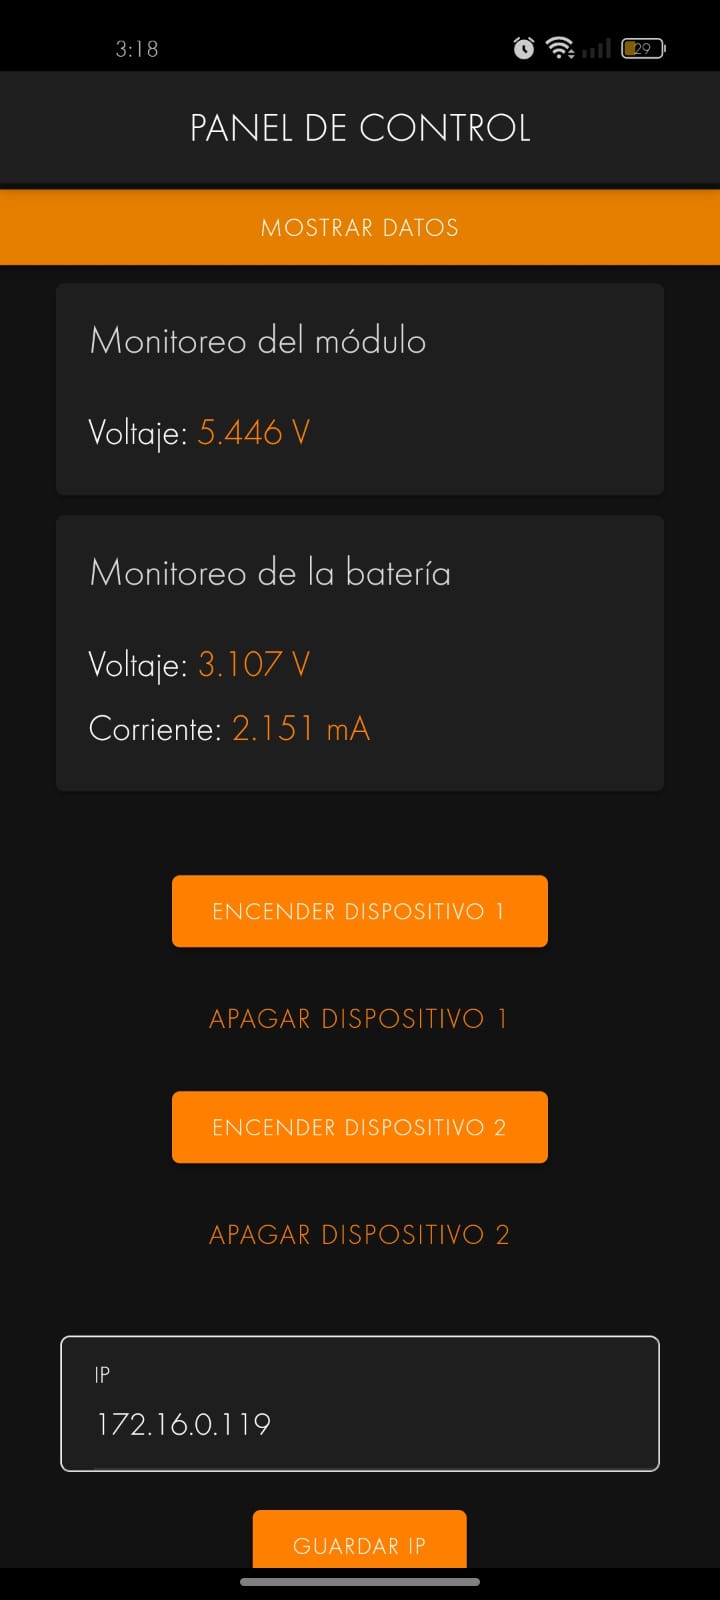 3:18
29
PANEL DE CONTROL
MOSTRAR DATOS
Monitoreo del módulo
Voltaje: 5.446 V
Monitoreo de la batería
Voltaje: 3.107 V
Corriente: 2.151 mA
ENCENDER DISPOSITIVO 1
APAGAR DISPOSITIVO 1
ENCENDER DISPOSITIVO 2
APAGAR DISPOSITIVO 2
IP
172.16.0.119
GUARDAR IP